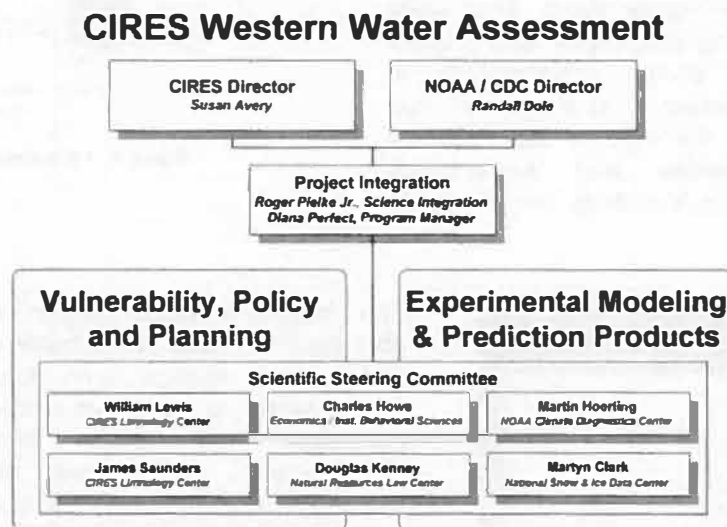 CIRES Western Water Assessment
CIRES Director
Susan Avery
NOAA / CDC Director
Randall Dole
Project Integration
Roger Pielke Jr., Science Integration
Diana Perfect, Program Manager
Vulnerability, Policy
and Planning
Experimental Modeling
& Prediction Products
Scientific Steering Committee
William Lewis
CIRES Limnology Center
Charles Howe
Economics / Inst. Behavioral Sciences
Martin Hoerling
NOAA Climate Diagnostics Center
James Saunders
CIRES Limnology Center
Douglas Kenney
Natural Resources Law Center
Martyn Clark
National Snow & Ice Data Center